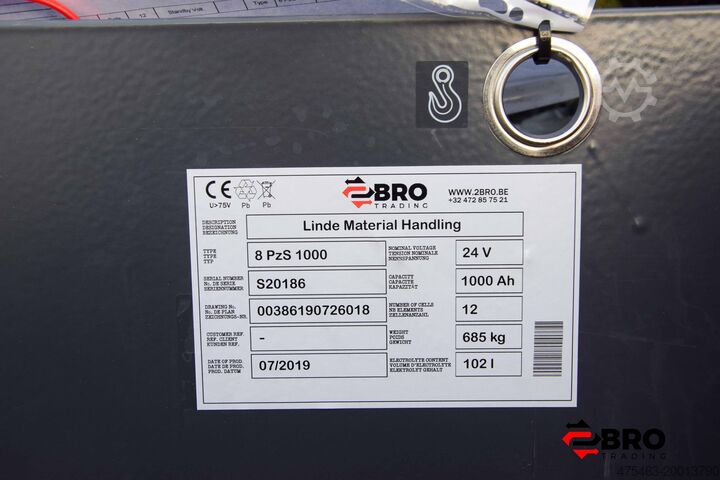 12 Standby Volt
Type
CE
U>75V Pb Pb
2BRO
TRADING
WWW.2BRO.BE
+32 472 85 75 21
DESCRIPTION
DESIGNATION
BEZEICHNUNG
Linde Material Handling
TYPE
TYPE
TYP
8 PzS 1000
NOMINAL VOLTAGE
TENSION NOMINALE
NENNSPANNUNG
24 V
SERIAL NUMBER
No. DE SERIE
SERIENNUMMER
S20186
CAPACITY
CAPACITE
KAPAZITÄT
1000 Ah
DRAWING No.
No. DE PLAN
ZEICHNUNGS-NR.
00386190726018
NUMBER OF CELLS
NB ELEMENTS
ZELLENANZAHL
12
CUSTOMER REF.
REF. CLIENT
KUNDEN REF.
-
WEIGHT
POIDS
GEWICHT
685 kg
DATE OF PROD.
DATE DE PROD.
PROD. DATUM
07/2019
ELECTROLYTE CONTENT
VOLUME D'ELECTROLYTE
ELEKTROLYT GEHALT
102 l
2BRO
TRADING